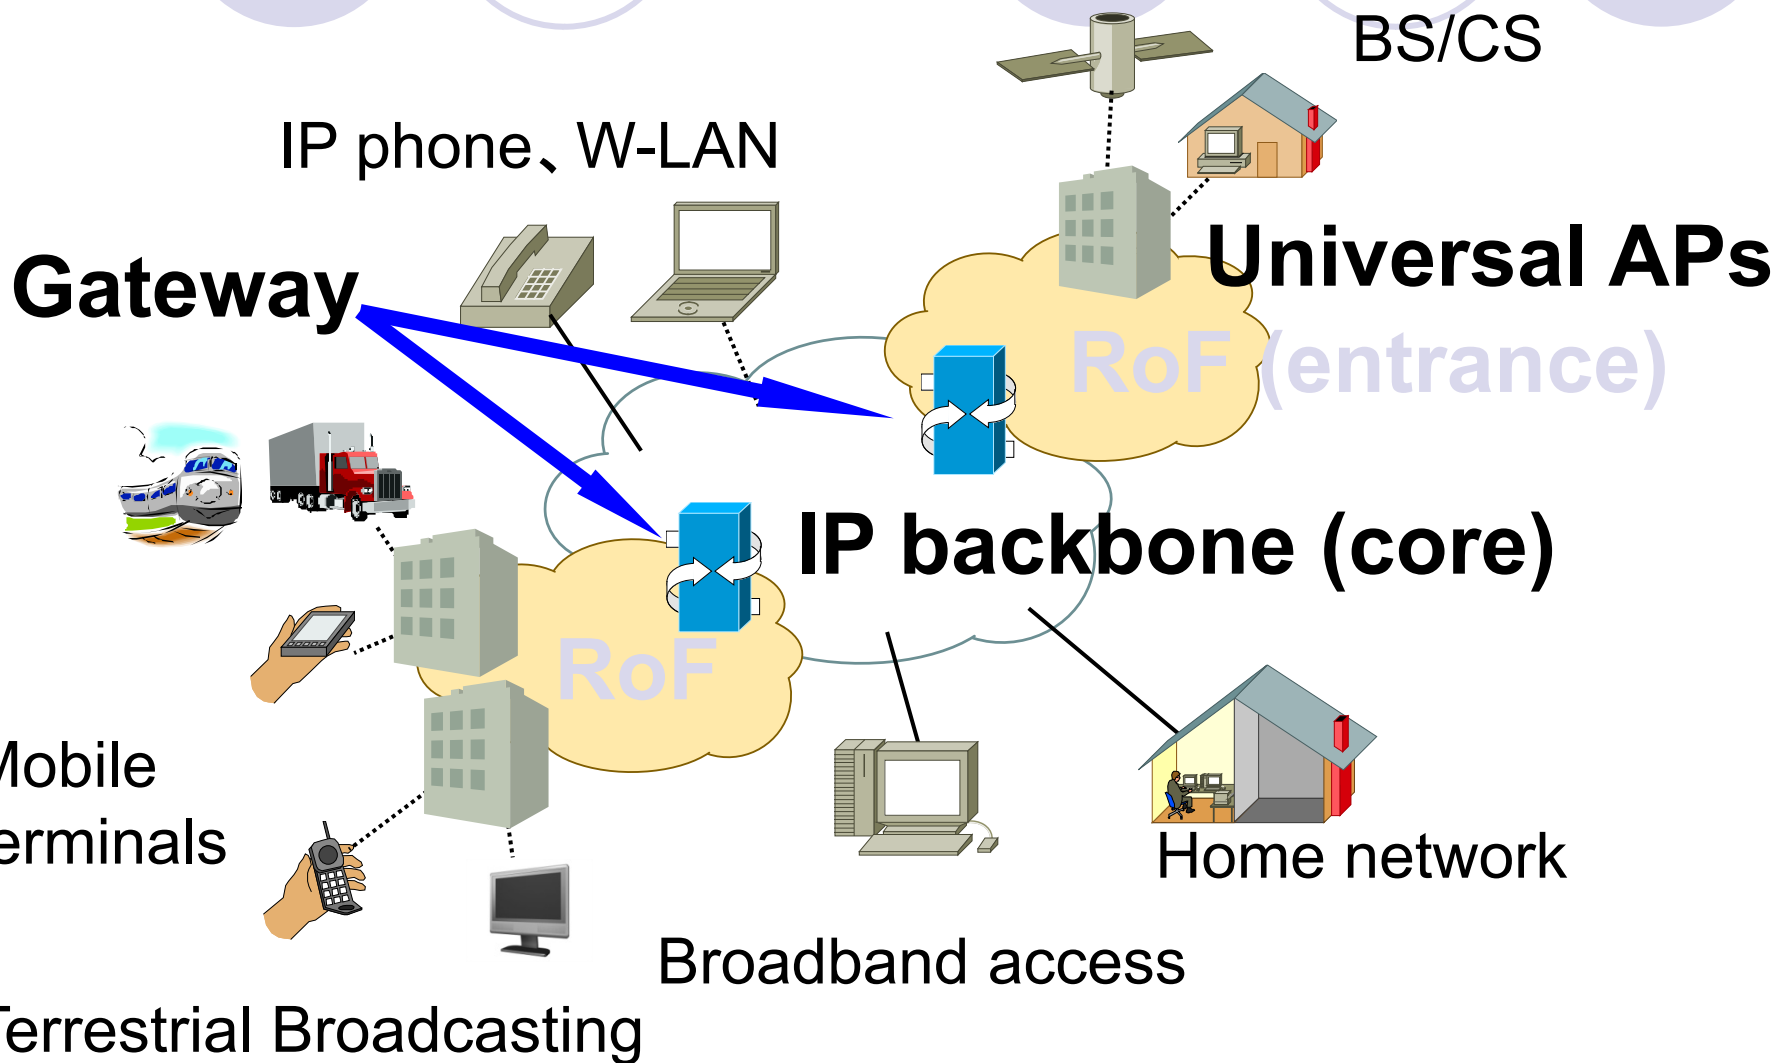 BS/CS
IP phone、W-LAN
Universal APs
Gateway
RoF (entrance)
IP backbone (core)
RoF
Mobile
erminals
Home network
Broadband access
Terrestrial Broadcasting